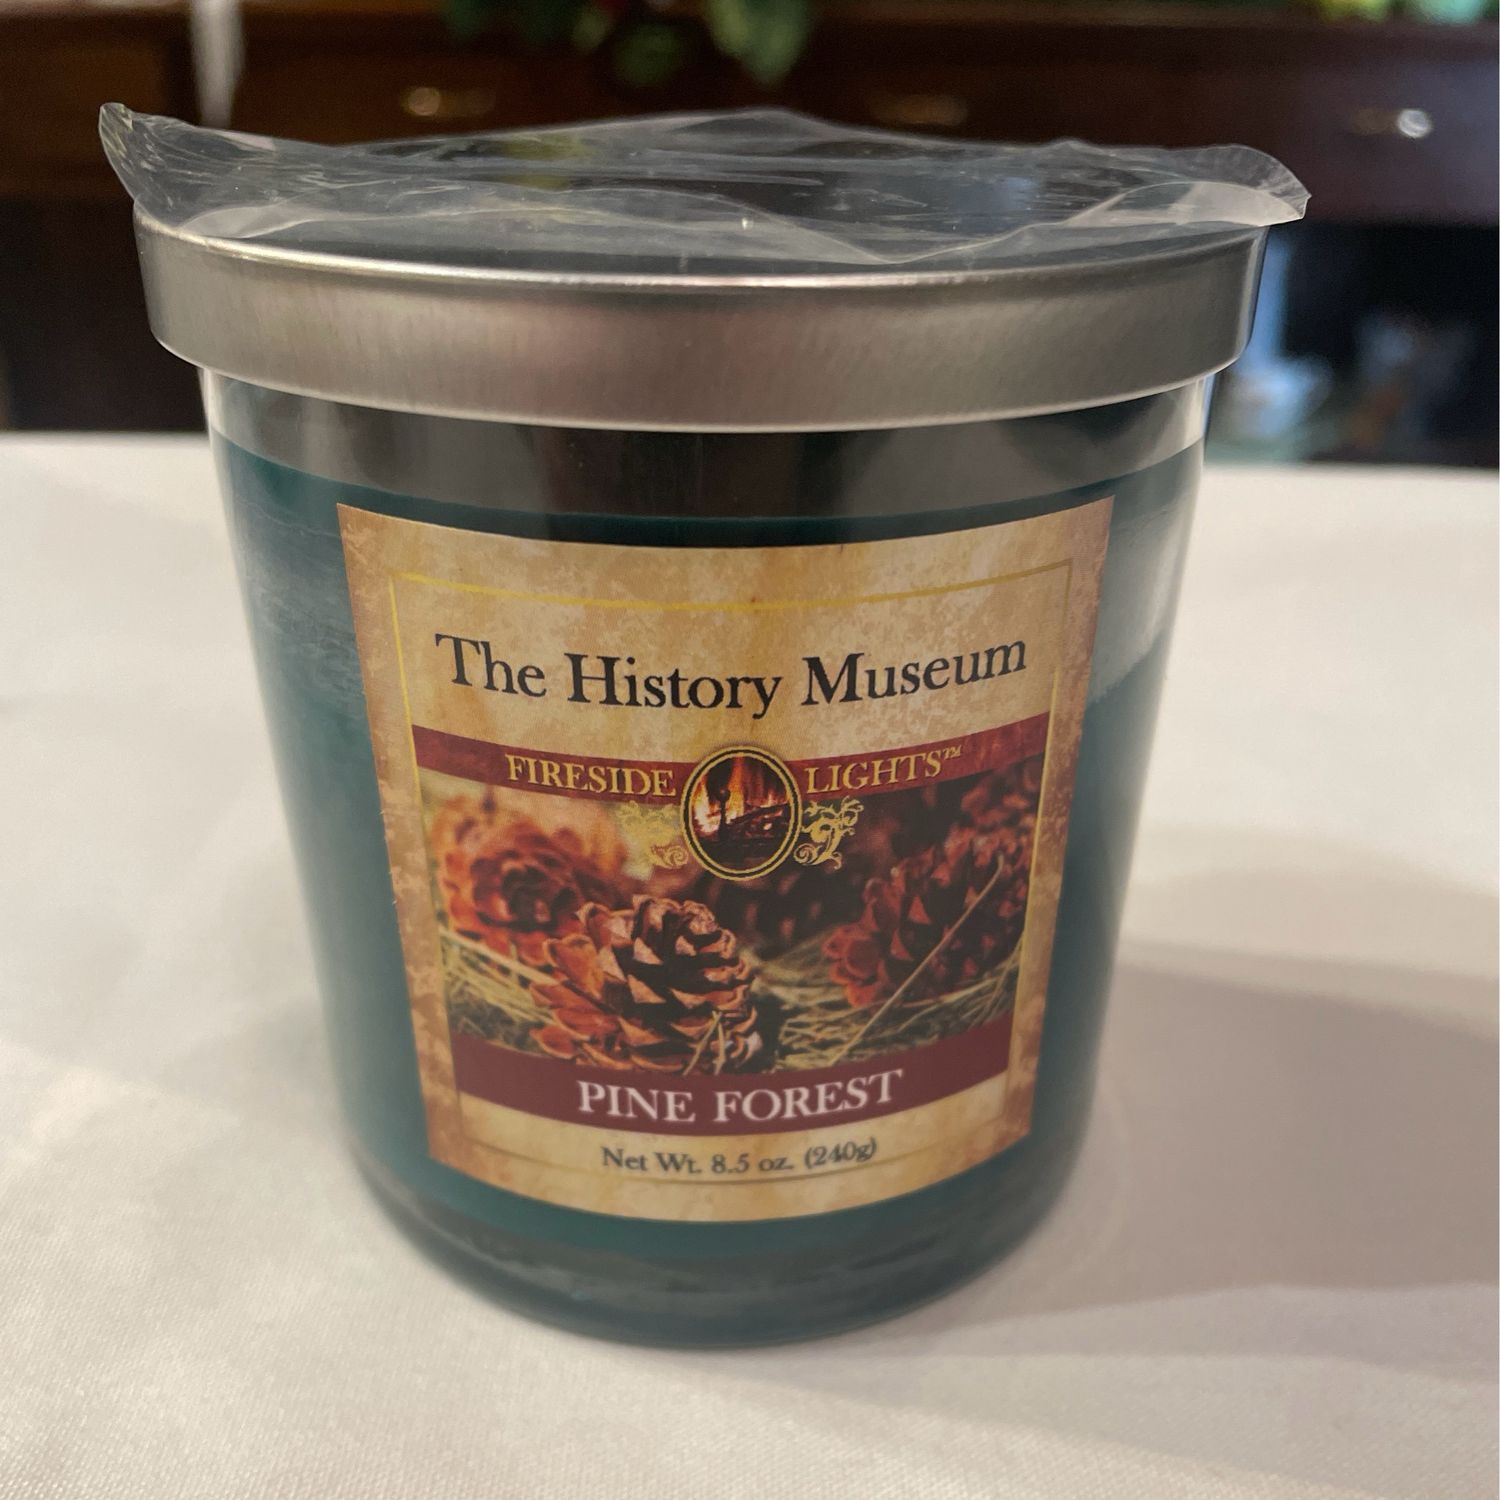 The History Museum
FIRESIDE LIGHTS™
PINE FOREST
Net Wt. 8.5 oz. (240g)